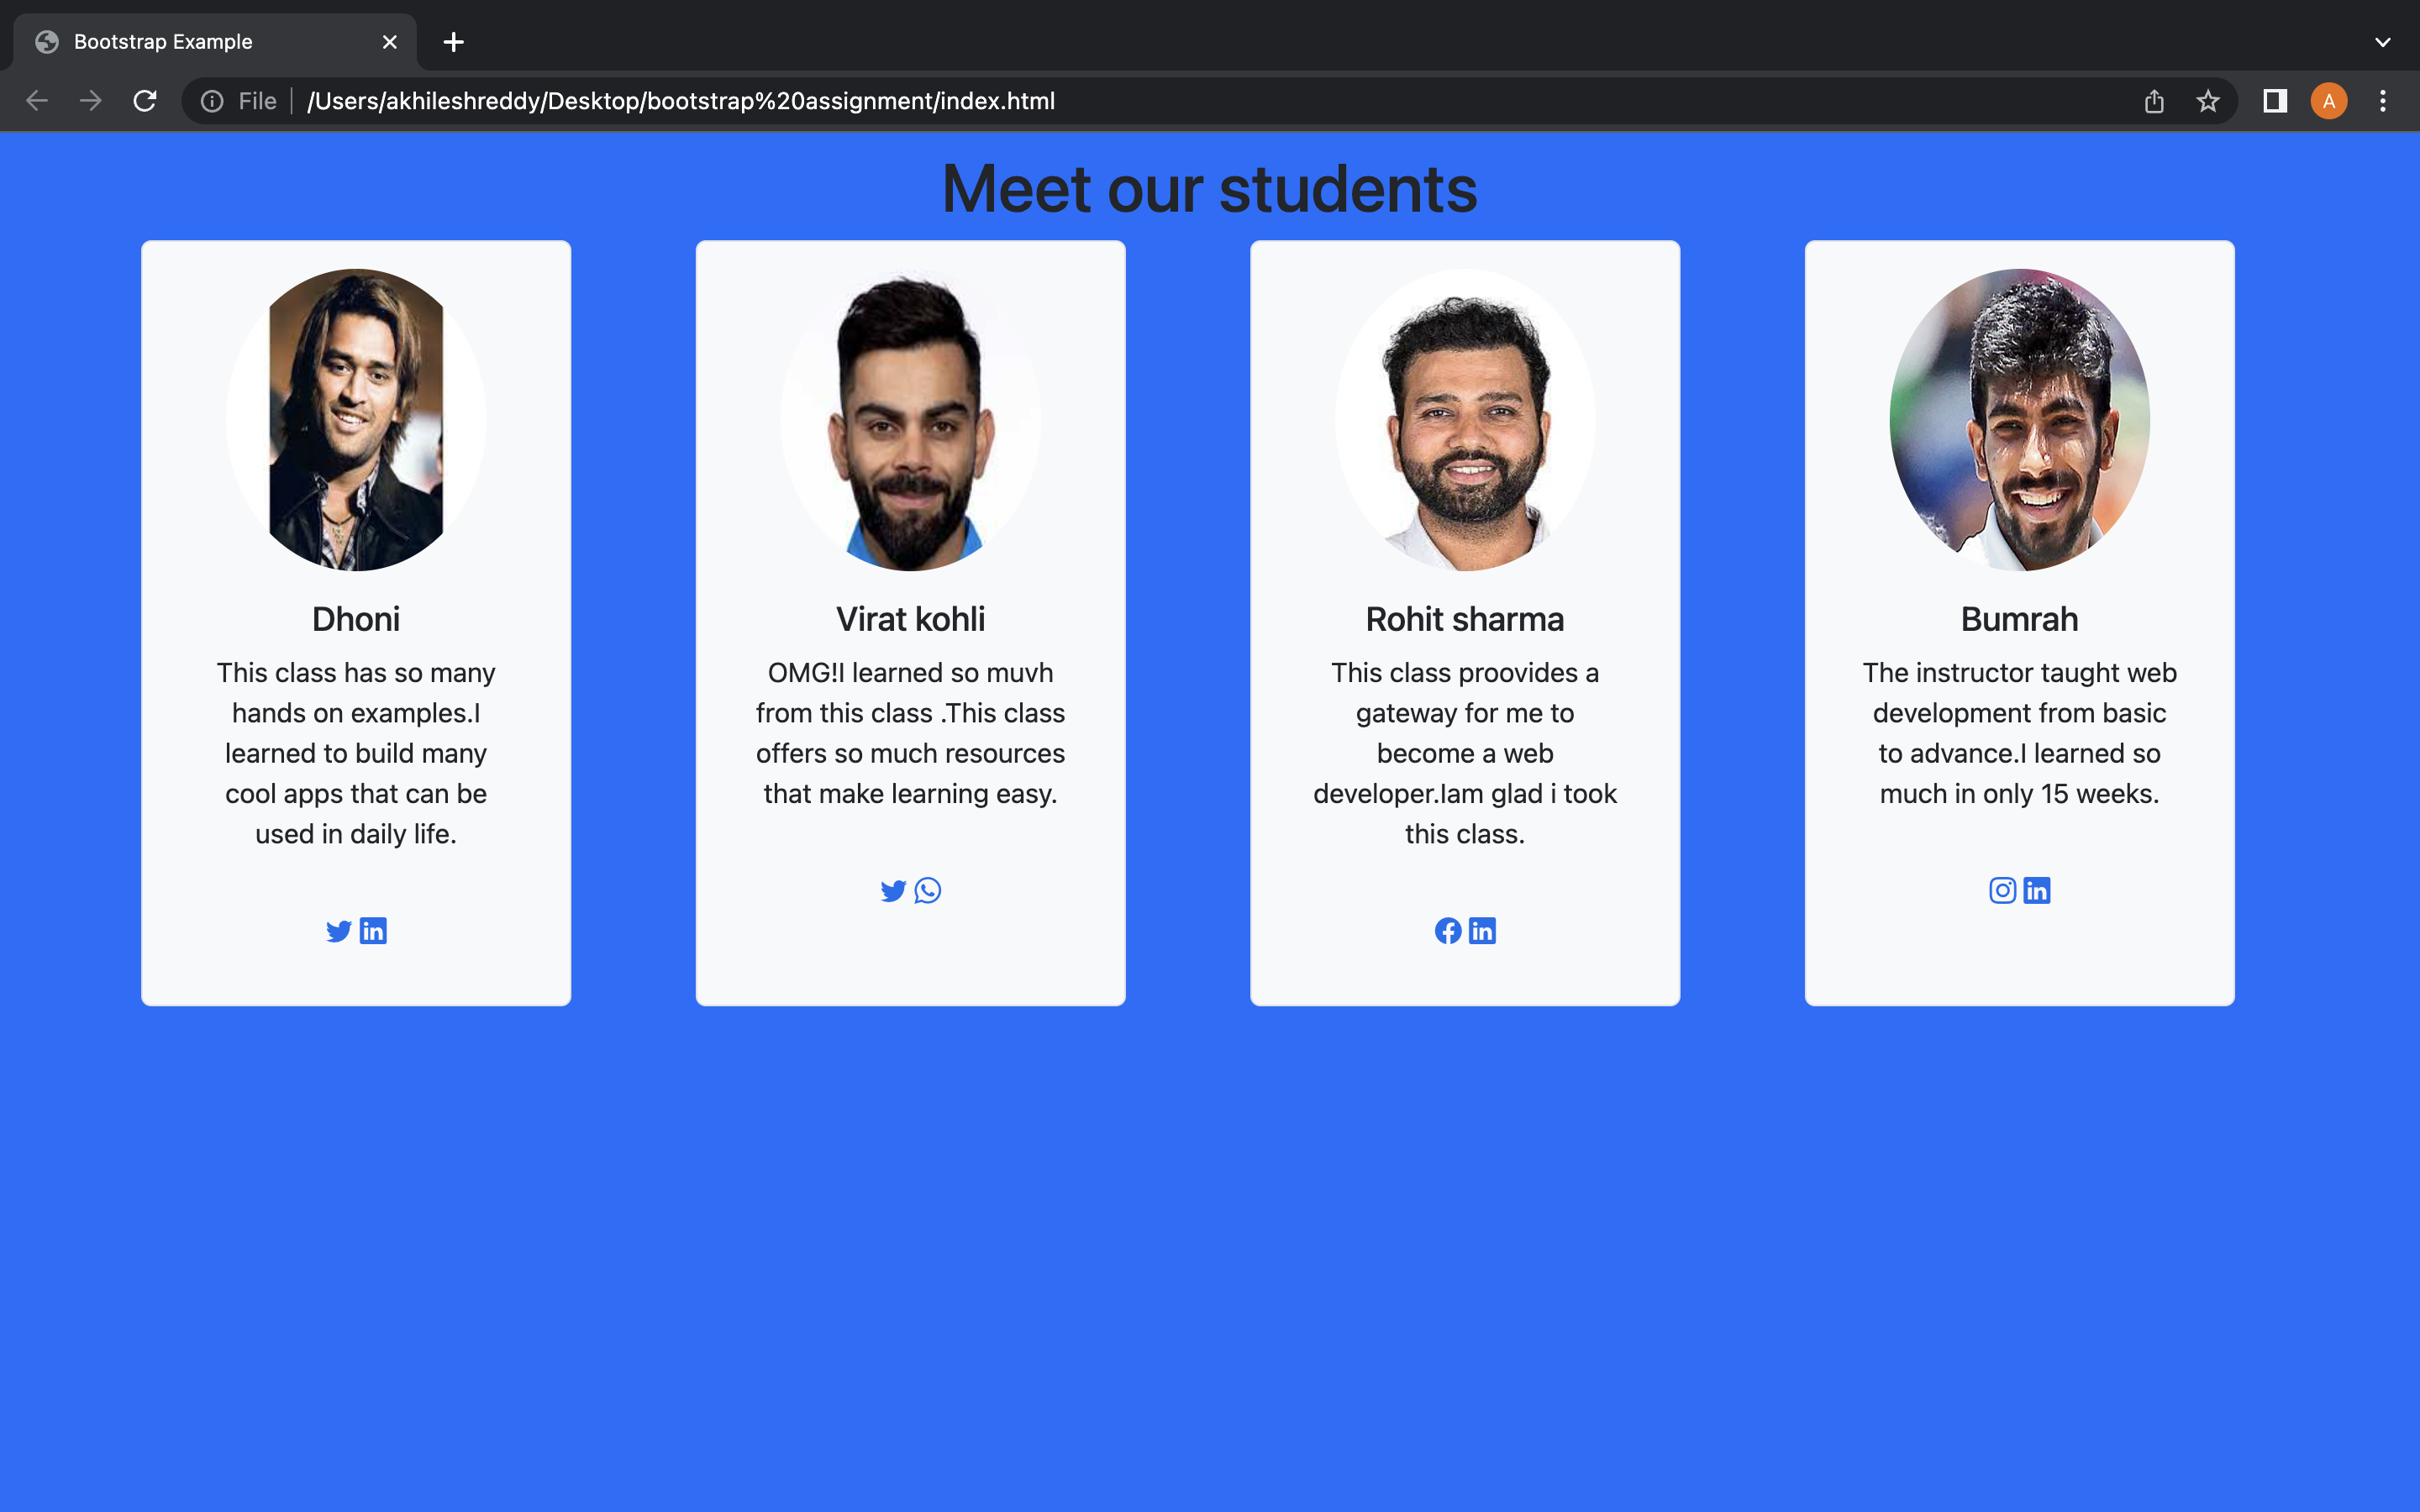 Bootstrap Example
File
/Users/akhileshreddy/Desktop/bootstrap%20assignment/index.html
A
Meet our students
Dhoni
This class has so many
hands on examples.I
learned to build many
cool apps that can be
used in daily life.
Virat kohli
OMG!I learned so muvh
from this class .This class
offers so much resources
that make learning easy.
Rohit sharma
This class proovides a
gateway for me to
become a web
developer.Iam glad i took
this class.
Bumrah
The instructor taught web
development from basic
to advance.I learned so
much in only 15 weeks.